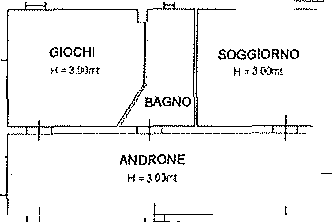 GIOCHI
H = 3.00mt
SOGGIORNO
H = 3.00mt
BAGNO
ANDRONE
H = 3.00mt